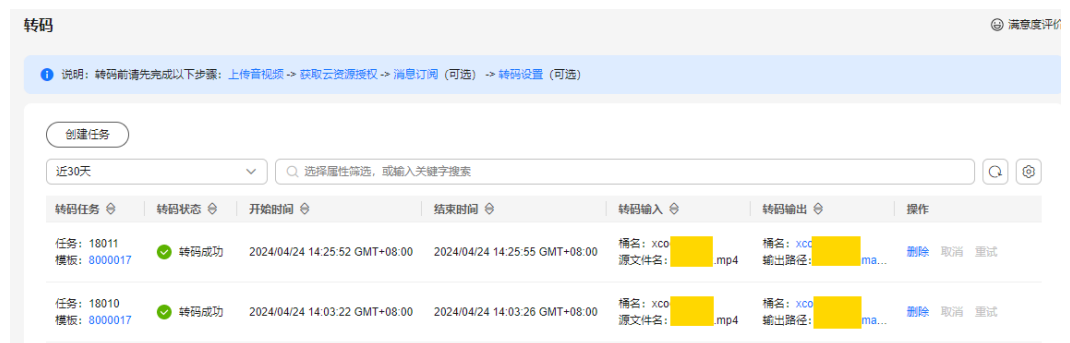 转码
满意度评价
说明：转码前请先完成以下步骤：上传音视频 -> 获取云资源授权 -> 消息订阅（可选） -> 转码设置（可选）
创建任务
近30天
选择属性筛选，或输入关键字搜索
转码任务 转码状态 开始时间 结束时间 转码输入 转码输出 操作
任务：18011 转码成功 2024/04/24 14:25:52 GMT+08:00 2024/04/24 14:25:55 GMT+08:00 桶名：xco 桶名：xcc 删除 取消 重试
模板：8000017 源文件名： .mp4 输出路径： ma...
任务：18010 转码成功 2024/04/24 14:03:22 GMT+08:00 2024/04/24 14:03:26 GMT+08:00 桶名：xco 桶名：xco 删除 取消 重试
模板：8000017 源文件名： .mp4 输出路径： ma...